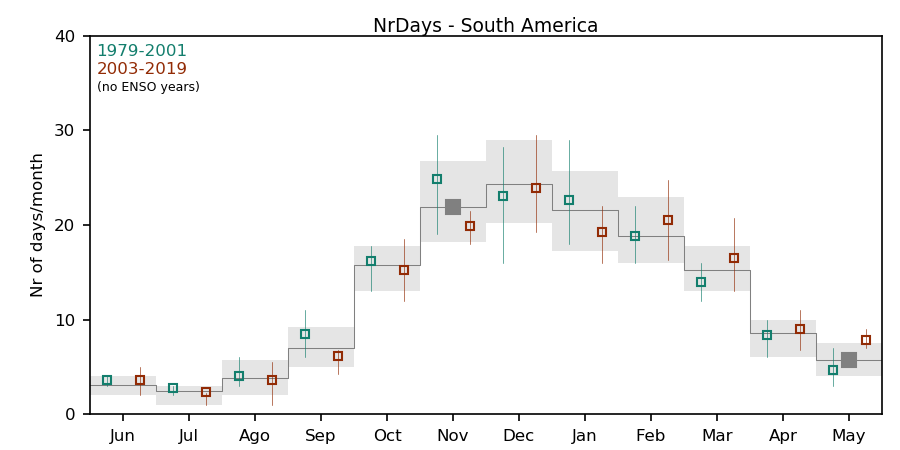 NrDays - South America
1979-2001
2003-2019
(no ENSO years)
Nr of days/month
40
30
20
10
0
Jun Jul Ago Sep Oct Nov Dec Jan Feb Mar Apr May